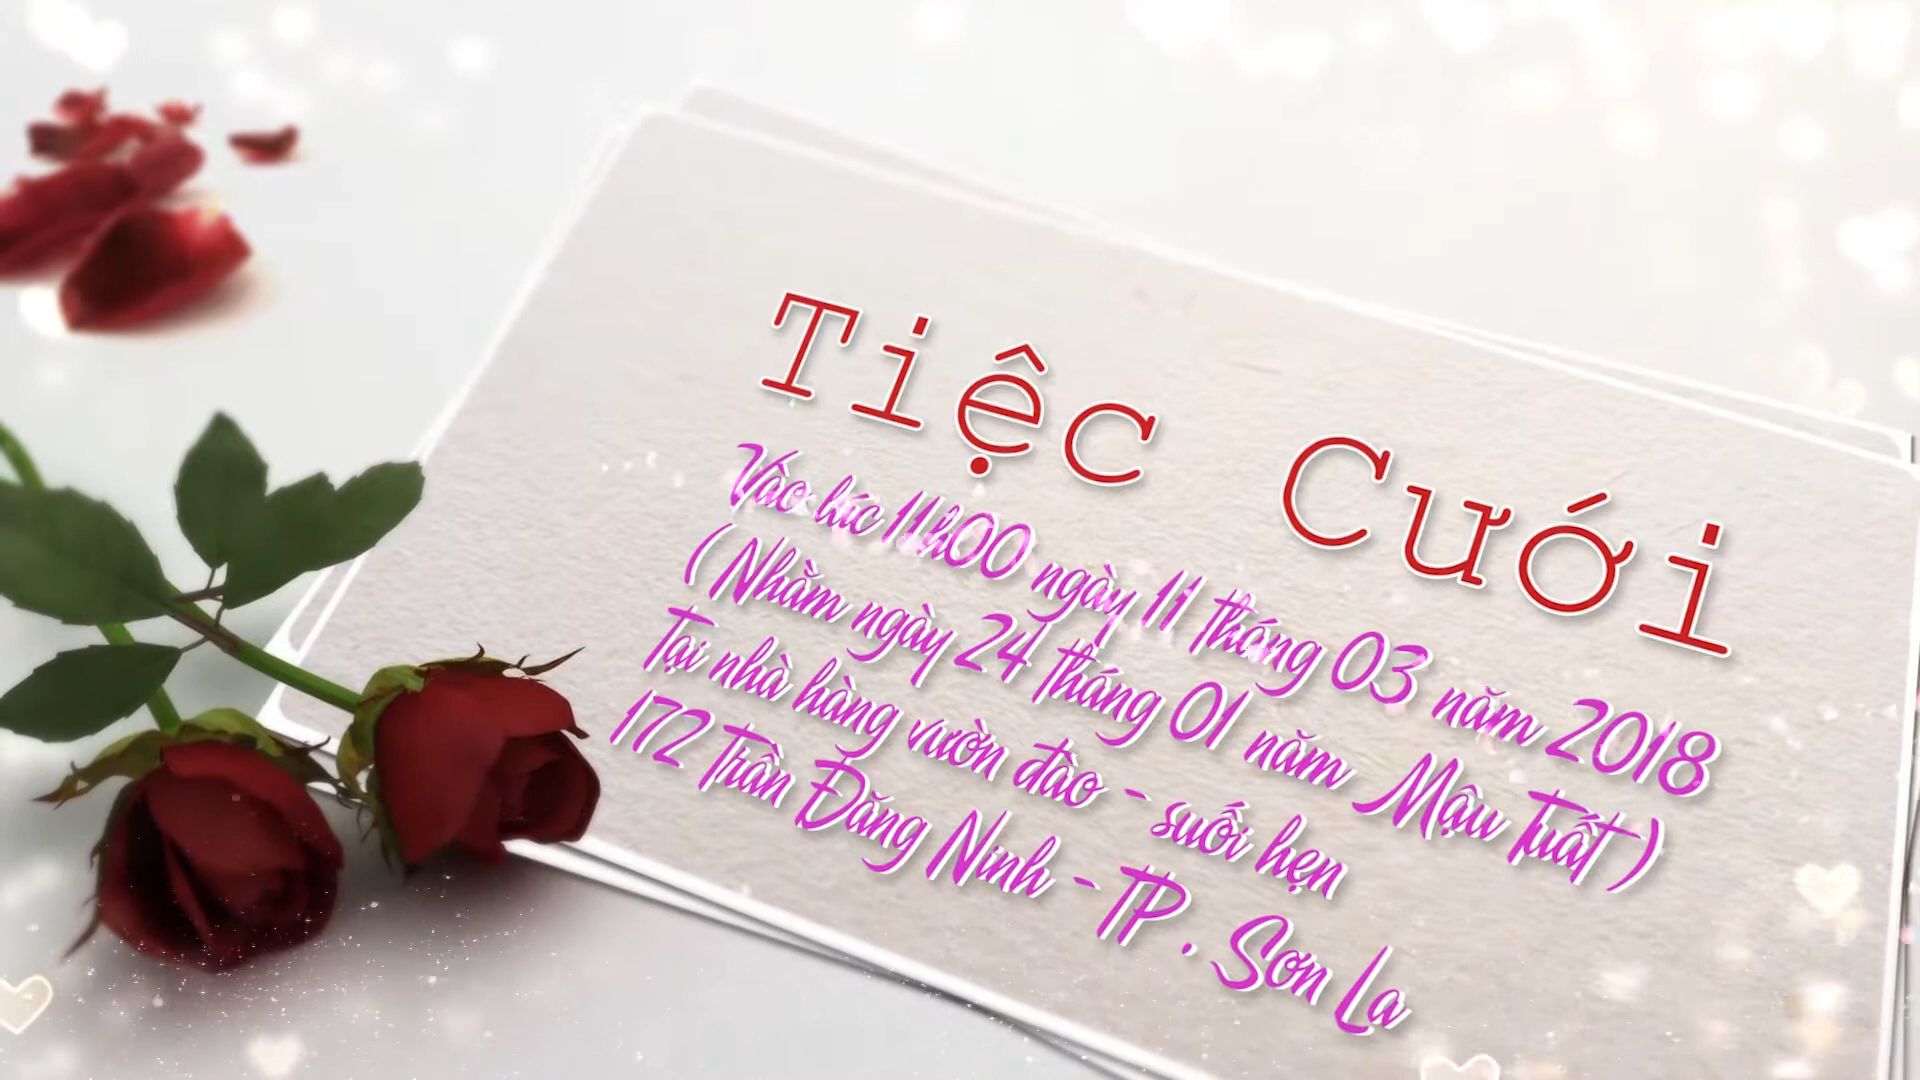 Tiệc Cưới
Vào lúc 11h00 ngày 11 tháng 03 năm 2018
( Nhằm ngày 24 tháng 01 năm Mậu Tuất )
Tại nhà hàng vườn đào - suối hẹn
172 Trần Đăng Ninh - TP. Sơn La